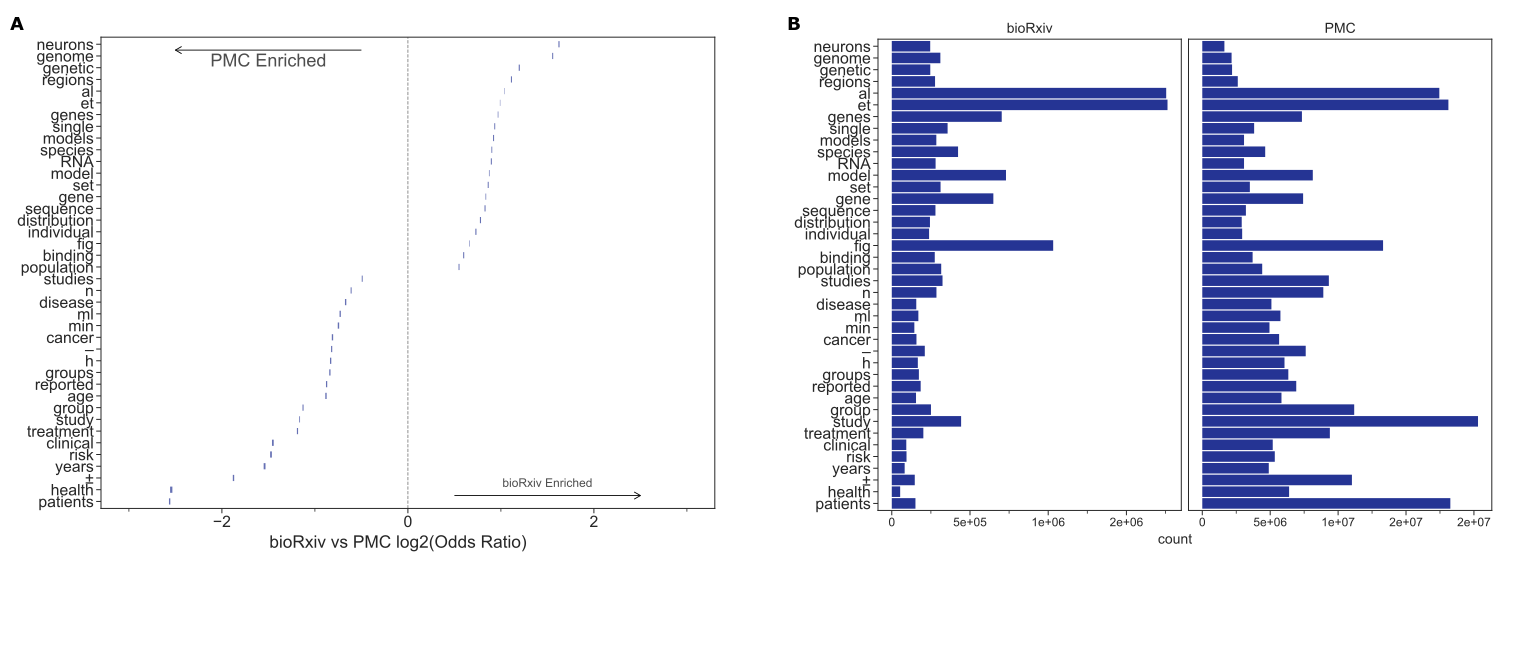 A
neurons
genome
genetic
regions
al
et
genes
single
models
species
RNA
model
set
gene
sequence
distribution
individual
fig
binding
population
studies
n
disease
ml
min
cancer
–
h
groups
reported
age
group
study
treatment
clinical
risk
years
±
health
patients
PMC Enriched
bioRxiv Enriched
−2 0 2
bioRxiv vs PMC log2(Odds Ratio)
B
bioRxiv PMC
neurons
genome
genetic
regions
al
et
genes
single
models
species
RNA
model
set
gene
sequence
distribution
individual
fig
binding
population
studies
n
disease
ml
min
cancer
–
h
groups
reported
age
group
study
treatment
clinical
risk
years
±
health
patients
0 5e+05 1e+06 2e+06 0 5e+06 1e+07 2e+07 2e+07
count